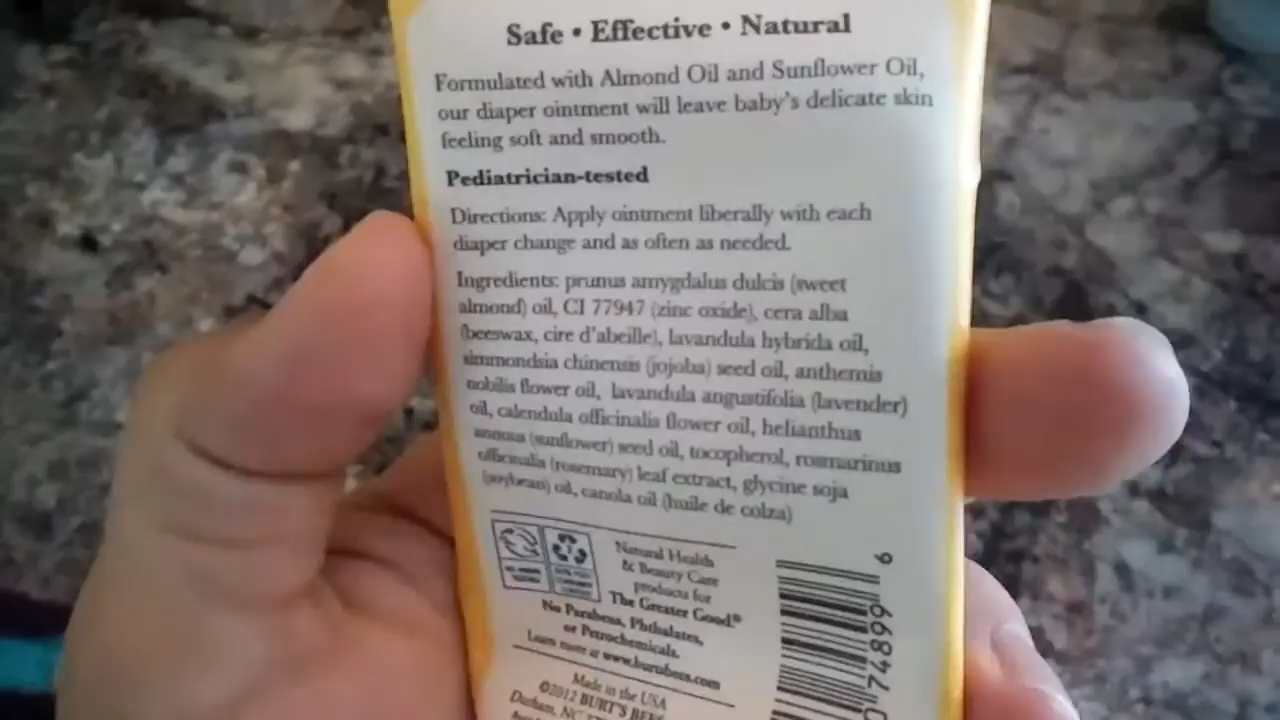 Safe • Effective • Natural
Formulated with Almond Oil and Sunflower Oil,
our diaper ointment will leave baby's delicate skin
feeling soft and smooth.
Pediatrician-tested
Directions: Apply ointment liberally with each
diaper change and as often as needed.
Ingredients: prunus amygdalus dulcis (sweet
almond) oil, CI 77947 (zinc oxide), cera alba
(beeswax, cire d'abeille), lavandula hybrida oil,
simmondsia chinensis (jojoba) seed oil, anthemis
nobilis flower oil, lavandula angustifolia (lavender)
oil, calendula officinalis flower oil, helianthus
annuus (sunflower) seed oil, tocopherol, rosmarinus
officinalis (rosemary) leaf extract, glycine soja
(soybean) oil, canola oil (huile de colza)
Natural Health
& Beauty Care
products for
The Greater Good.®
No Parabens, Phthalates,
or Petrochemicals.
Learn more at www.burtsbees.com
Made in the USA
©2012 BURT'S BEES
Durham, NC
0 74899 6